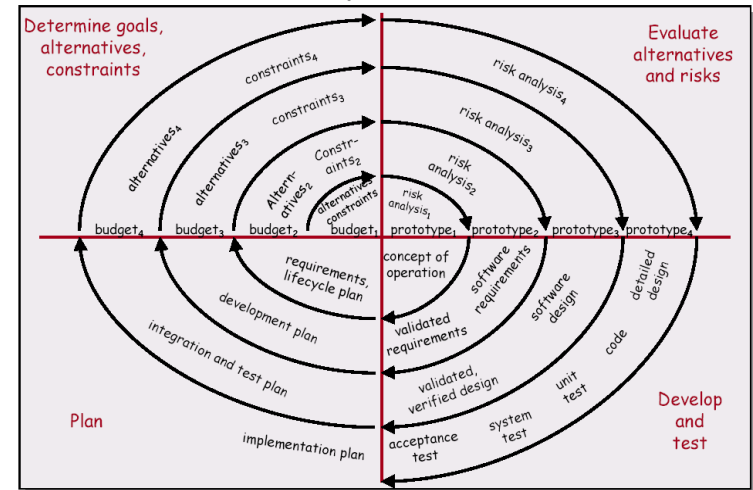 Determine goals,
alternatives,
constraints
Evaluate
alternatives
and risks
constraints4
risk analysis4
alternatives4
constraints3
risk analysis3
alternatives3
Constr-
aints2
risk
analysis2
Altern-
atives2
alternatives
constraints
risk
analysis1
budget4
budget3
budget2
budget1
prototype1
prototype2
prototype3
prototype4
requirements,
lifecycle plan
concept of
operation
software
requirements
detailed
design
development plan
validated
requirements
software
design
integration and test plan
validated,
verified design
code
unit
test
Plan
system
test
Develop
and
test
implementation plan
acceptance
test